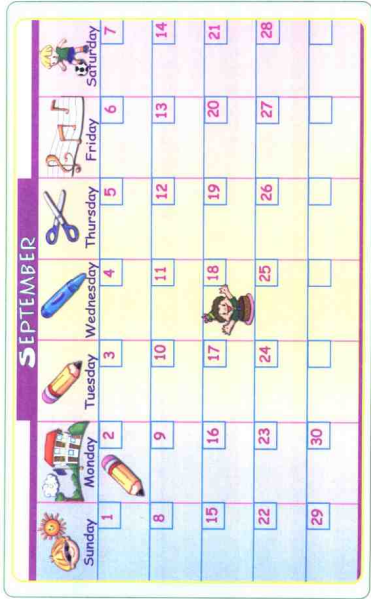 SEPTEMBER
Sunday Monday Tuesday Wednesday Thursday Friday Saturday
1 2 3 4 5 6 7
8 9 10 11 12 13 14
15 16 17 18 19 20 21
22 23 24 25 26 27 28
29 30